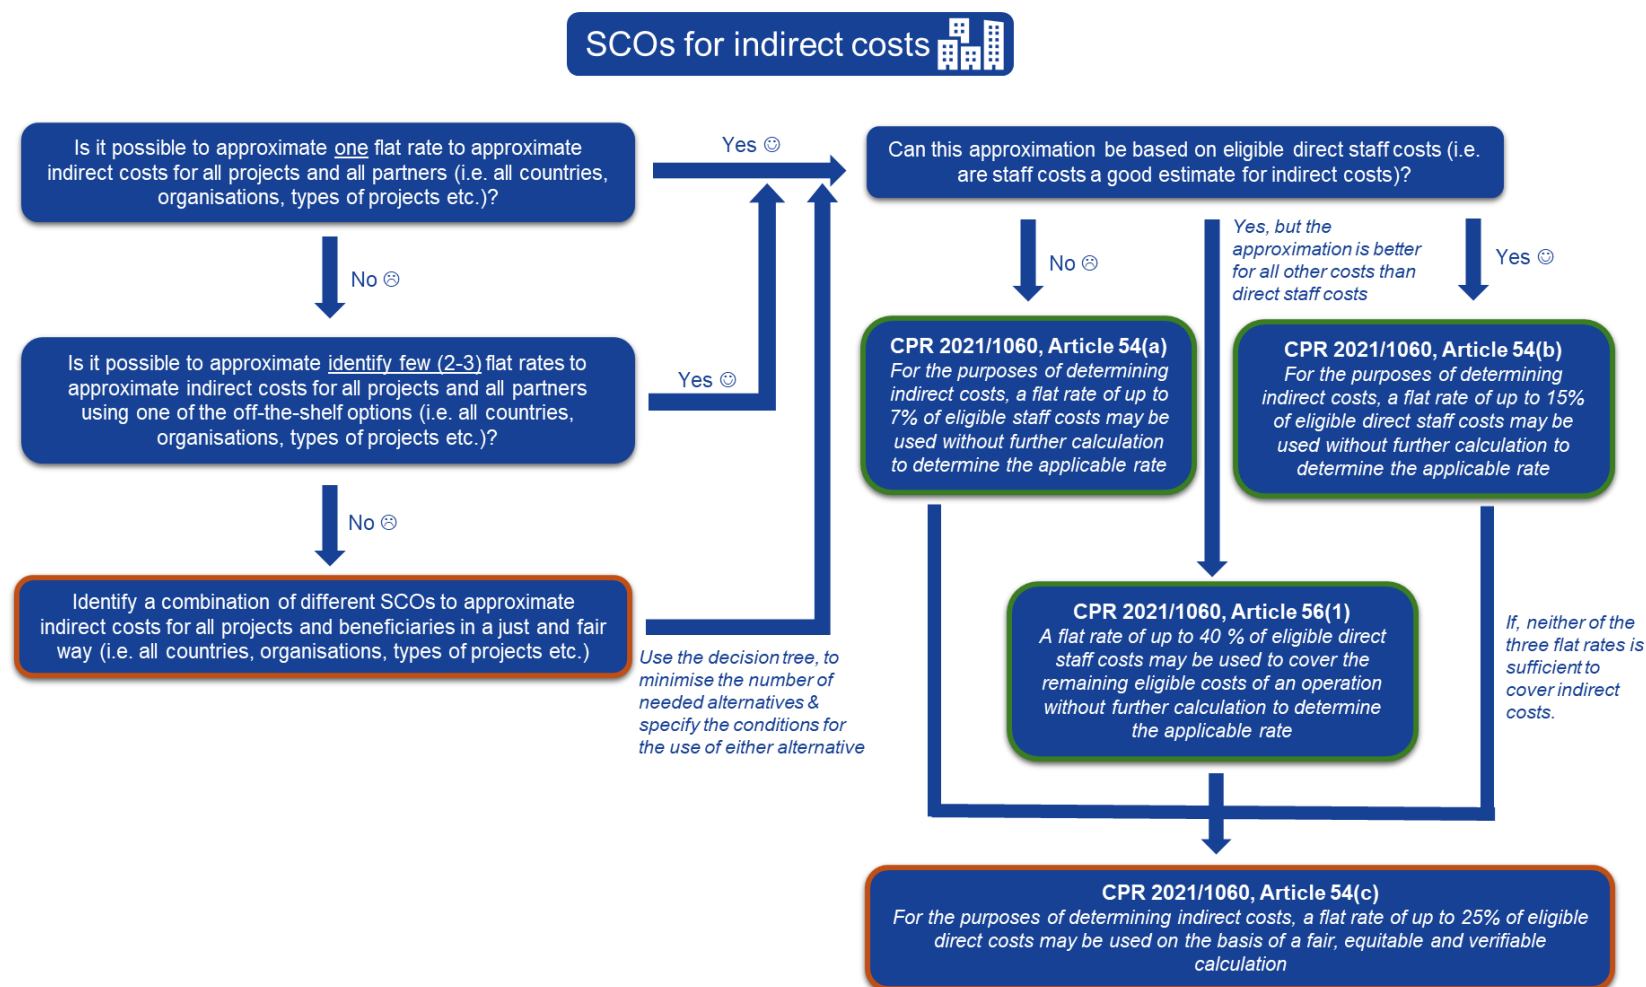 SCOs for indirect costs
Is it possible to approximate one flat rate to approximate
indirect costs for all projects and all partners (i.e. all countries,
organisations, types of projects etc.)?
Yes ☺
Can this approximation be based on eligible direct staff costs (i.e.
are staff costs a good estimate for indirect costs)?
No ☹
Is it possible to approximate identify few (2-3) flat rates to
approximate indirect costs for all projects and all partners
using one of the off-the-shelf options (i.e. all countries,
organisations, types of projects etc.)?
Yes ☺
No ☹
Identify a combination of different SCOs to approximate
indirect costs for all projects and beneficiaries in a just and fair
way (i.e. all countries, organisations, types of projects etc.)
Use the decision tree, to
minimise the number of
needed alternatives &
specify the conditions for
the use of either alternative
No ☹
Yes, but the
approximation is better
for all other costs than
direct staff costs
Yes ☺
CPR 2021/1060, Article 54(a)
For the purposes of determining
indirect costs, a flat rate of up to
7% of eligible staff costs may be
used without further calculation
to determine the applicable rate
CPR 2021/1060, Article 54(b)
For the purposes of determining
indirect costs, a flat rate of up to 15%
of eligible direct staff costs may be
used without further calculation to
determine the applicable rate
CPR 2021/1060, Article 56(1)
A flat rate of up to 40 % of eligible direct
staff costs may be used to cover the
remaining eligible costs of an operation
without further calculation to determine
the applicable rate
If, neither of the
three flat rates is
sufficient to
cover indirect
costs.
CPR 2021/1060, Article 54(c)
For the purposes of determining indirect costs, a flat rate of up to 25% of eligible
direct costs may be used on the basis of a fair, equitable and verifiable
calculation